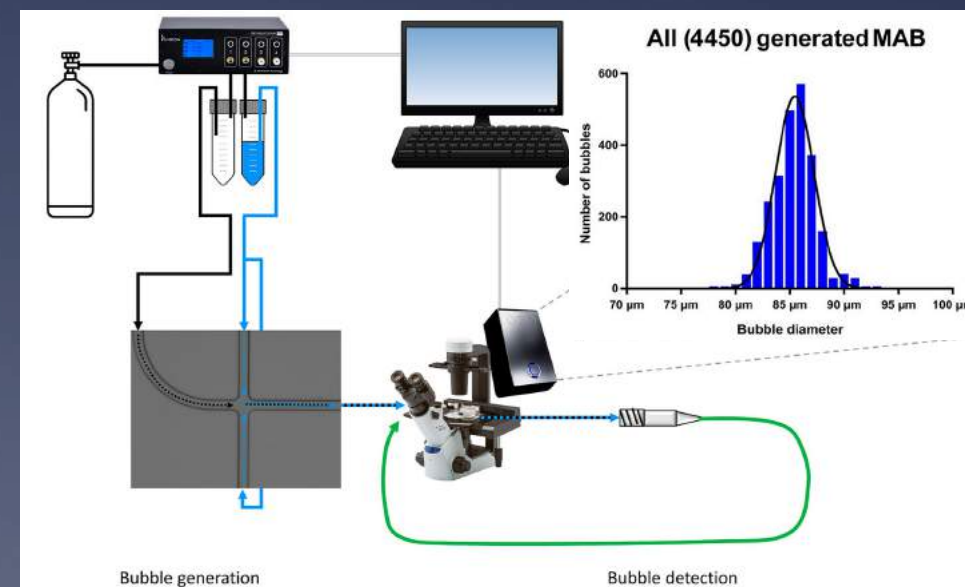 All (4450) generated MAB
Number of bubbles
600
400
200
0
70 µm
75 µm
80 µm
85 µm
90 µm
95 µm
100 µm
Bubble diameter
Bubble generation
Bubble detection